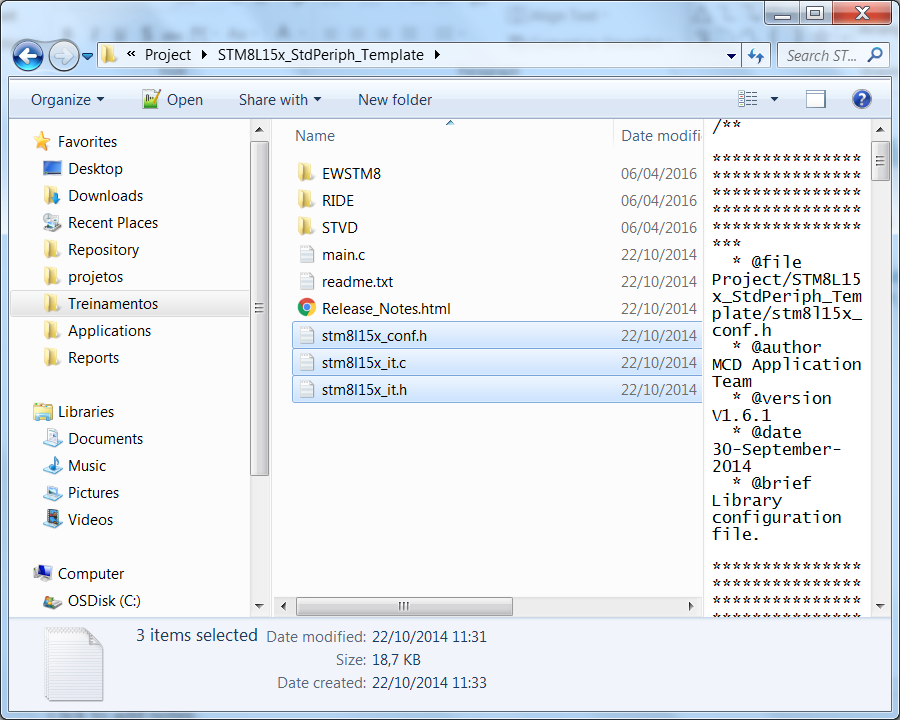 « Project ▸ STM8L15x_StdPeriph_Template ▸
Search ST...
Organize ▾ Open Share with ▾ New folder
Favorites
Desktop
Downloads
Recent Places
Repository
projetos
Treinamentos
Applications
Reports
Libraries
Documents
Music
Pictures
Videos
Computer
OSDisk (C:)
Name Date modifi
EWSTM8 06/04/2016
RIDE 06/04/2016
STVD 06/04/2016
main.c 22/10/2014
readme.txt 22/10/2014
Release_Notes.html 22/10/2014
stm8l15x_conf.h 22/10/2014
stm8l15x_it.c 22/10/2014
stm8l15x_it.h 22/10/2014
/**
***************
***************
***************
***************
***************
***
* @file
Project/STM8L15
x_StdPeriph_Tem
plate/stm8l15x_
conf.h
* @author
MCD Application
Team
* @version
V1.6.1
* @date
30-September-
2014
* @brief
Library
configuration
file.
***************
***************
***************
***************
3 items selected
Date modified: 22/10/2014 11:31
Size: 18,7 KB
Date created: 22/10/2014 11:33